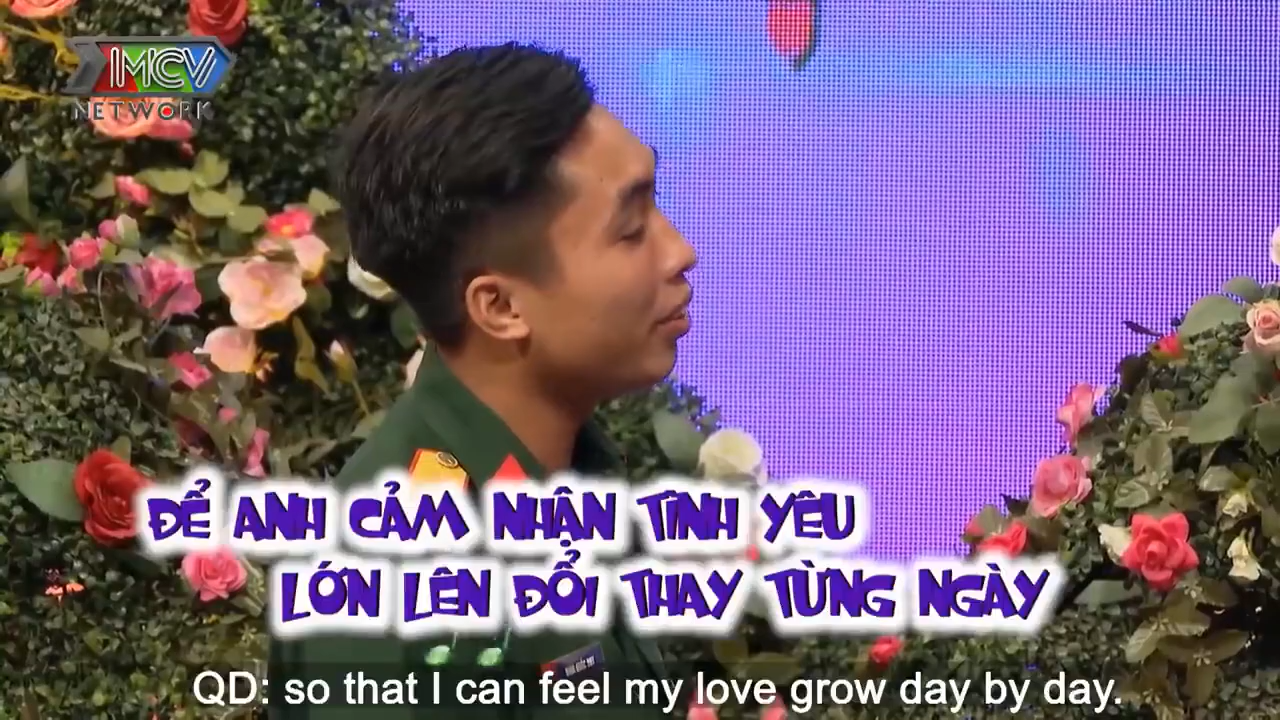 MCV
NETWORK
ĐỂ ANH CẢM NHẬN TÌNH YÊU
LỚN LÊN ĐỔI THAY TỪNG NGÀY
QD: so that I can feel my love grow day by day.